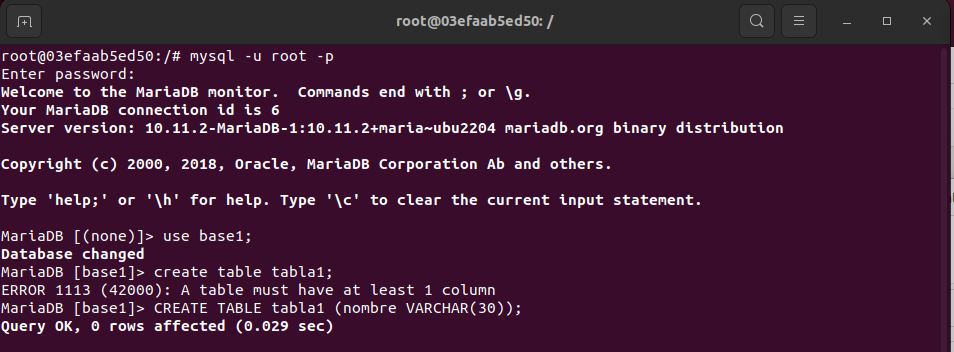 root@03efaab5ed50: /
root@03efaab5ed50:/# mysql -u root -p
Enter password:
Welcome to the MariaDB monitor.  Commands end with ; or \g.
Your MariaDB connection id is 6
Server version: 10.11.2-MariaDB-1:10.11.2+maria~ubu2204 mariadb.org binary distribution
Copyright (c) 2000, 2018, Oracle, MariaDB Corporation Ab and others.
Type 'help;' or '\h' for help. Type '\c' to clear the current input statement.
MariaDB [(none)]> use base1;
Database changed
MariaDB [base1]> create table tabla1;
ERROR 1113 (42000): A table must have at least 1 column
MariaDB [base1]> CREATE TABLE tabla1 (nombre VARCHAR(30));
Query OK, 0 rows affected (0.029 sec)